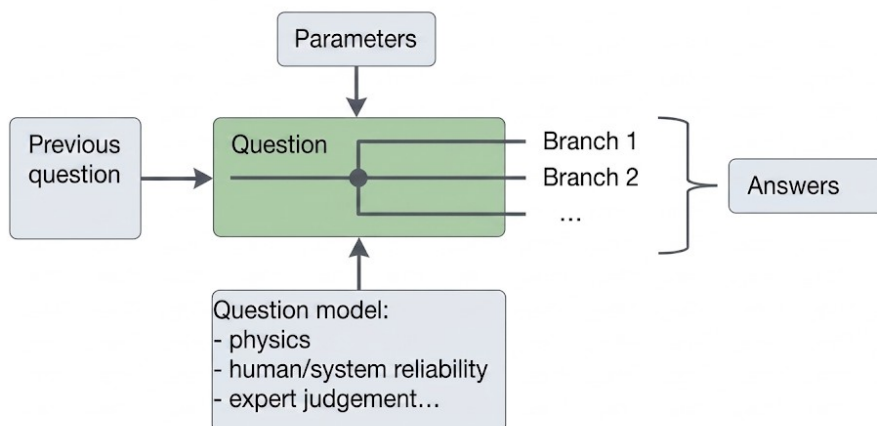 Parameters
Previous
question
Question
Branch 1
Branch 2
...
Answers
Question model:
- physics
- human/system reliability
- expert judgement...